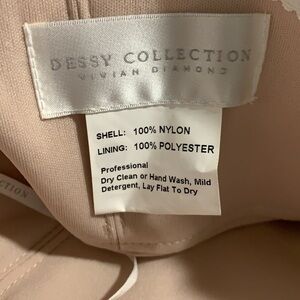 DESSY COLLECTION
VIVIAN DIAMOND
SHELL: 100% NYLON
LINING: 100% POLYESTER
Professional
Dry Clean or Hand Wash, Mild
Detergent, Lay Flat To Dry
CTION